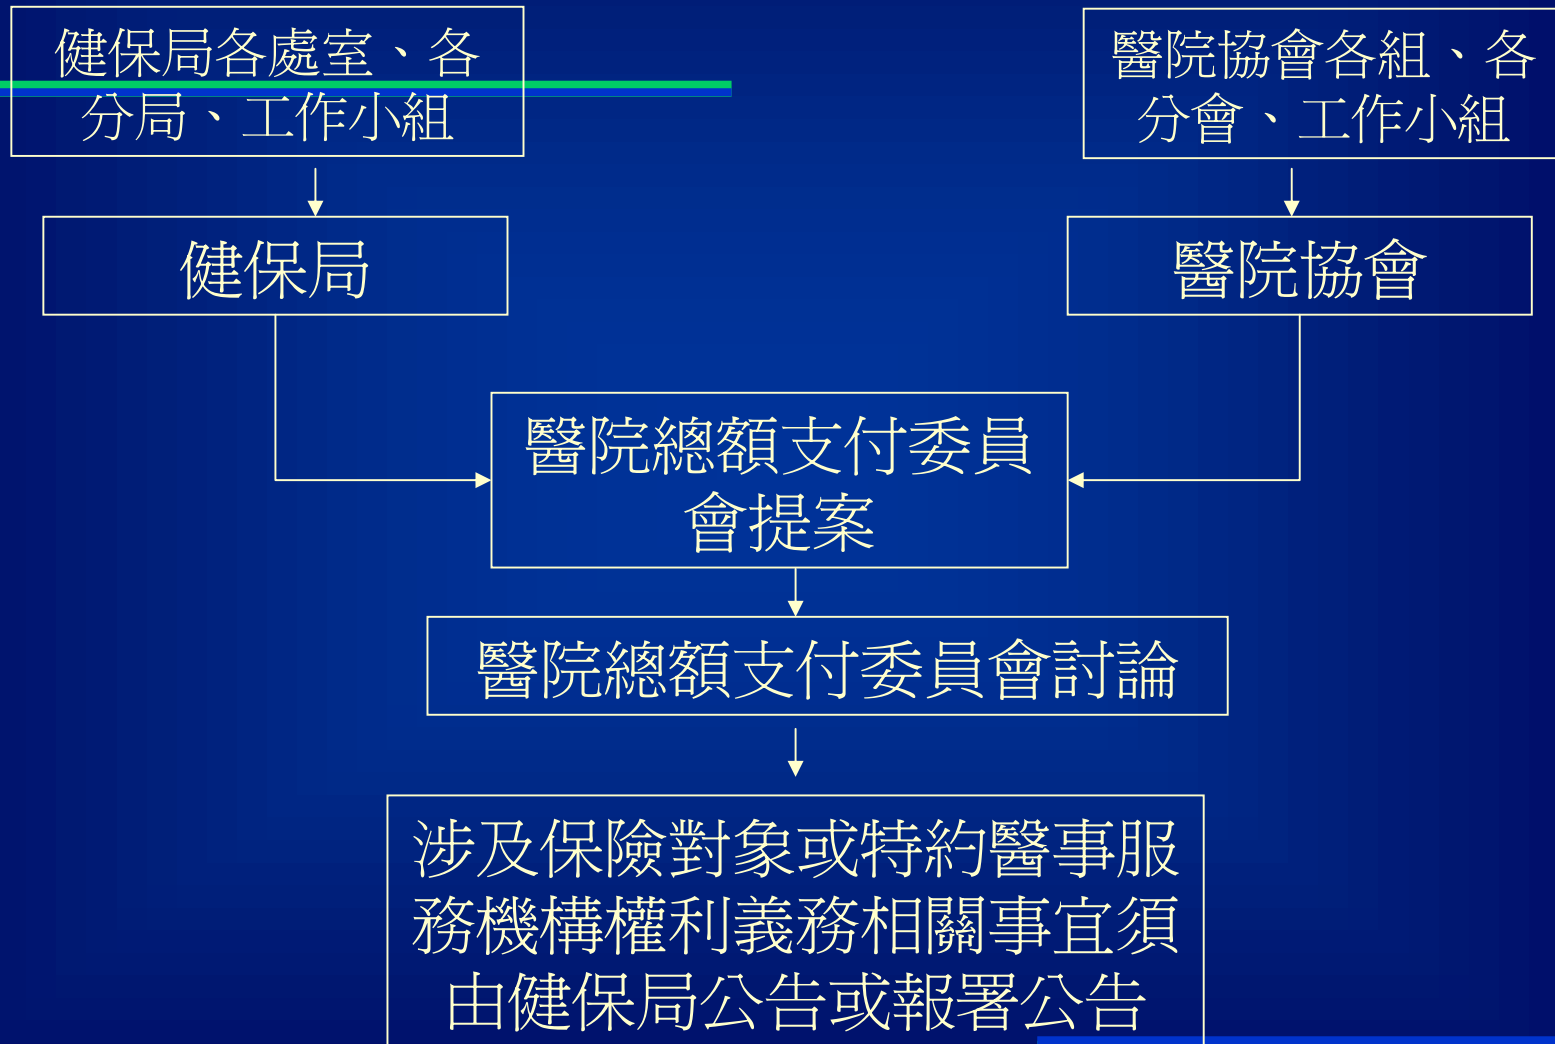 健保局各處室、各
分局、工作小組
醫院協會各組、各
分會、工作小組
健保局
醫院協會
醫院總額支付委員
會提案
醫院總額支付委員會討論
涉及保險對象或特約醫事服
務機構權利義務相關事宜須
由健保局公告或報署公告